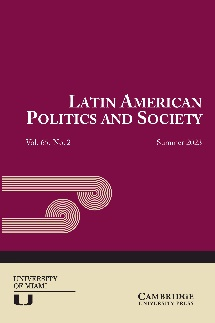 LATIN AMERICAN
POLITICS AND SOCIETY
Vol. 65, No. 2 Summer 2023
UNIVERSITY
OF MIAMI
U
CAMBRIDGE
UNIVERSITY PRESS